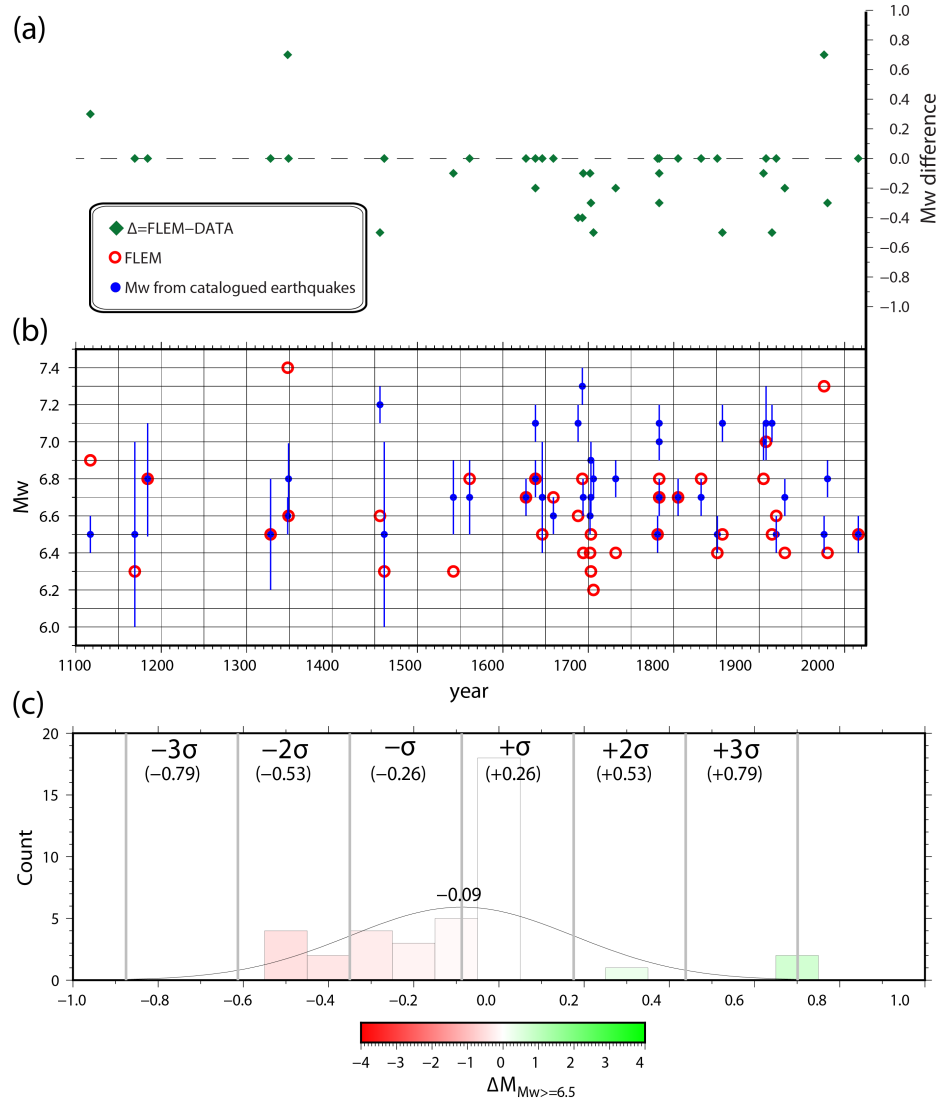 (a)
1.0
0.8
0.6
0.4
0.2
0.0
−0.2
−0.4
−0.6
−0.8
−1.0
Mw difference
Δ=FLEM−DATA
FLEM
Mw from catalogued earthquakes
(b)
7.4
7.2
7.0
6.8
6.6
6.4
6.2
6.0
Mw
1100 1200 1300 1400 1500 1600 1700 1800 1900 2000
year
(c)
20
15
10
5
0
Count
−3σ −2σ −σ +σ +2σ +3σ
(−0.79) (−0.53) (−0.26) (+0.26) (+0.53) (+0.79)
−0.09
−1.0 −0.8 −0.6 −0.4 −0.2 0.0 0.2 0.4 0.6 0.8 1.0
−4 −3 −2 −1 0 1 2 3 4
ΔM Mw>=6.5